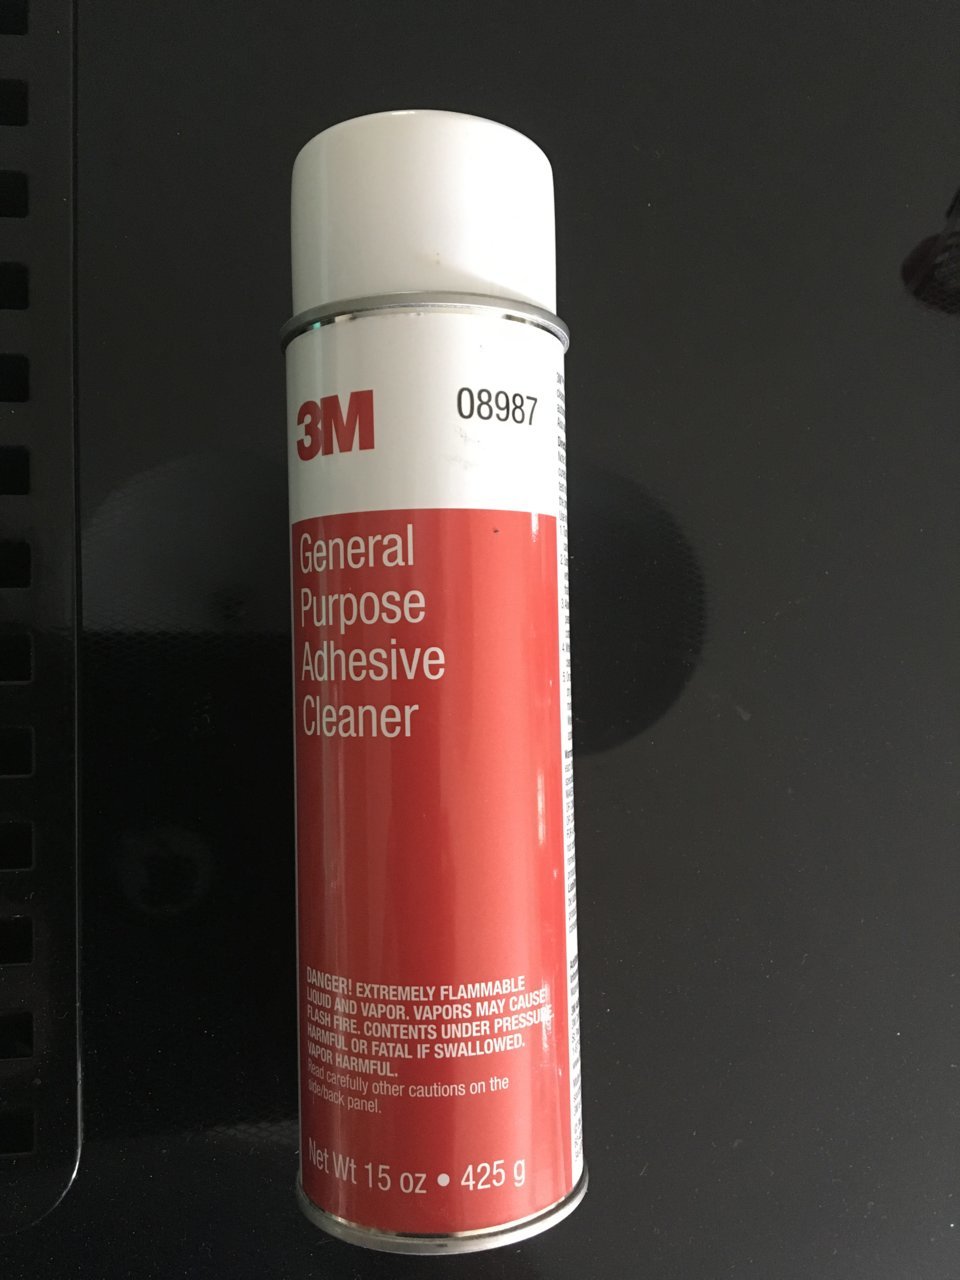 3M
08987
General
Purpose
Adhesive
Cleaner
DANGER! EXTREMELY FLAMMABLE
LIQUID AND VAPOR. VAPORS MAY CAUSE
FLASH FIRE. CONTENTS UNDER PRESSURE.
HARMFUL OR FATAL IF SWALLOWED.
VAPOR HARMFUL.
Read carefully other cautions on the
side/back panel.
Net Wt 15 oz • 425 g